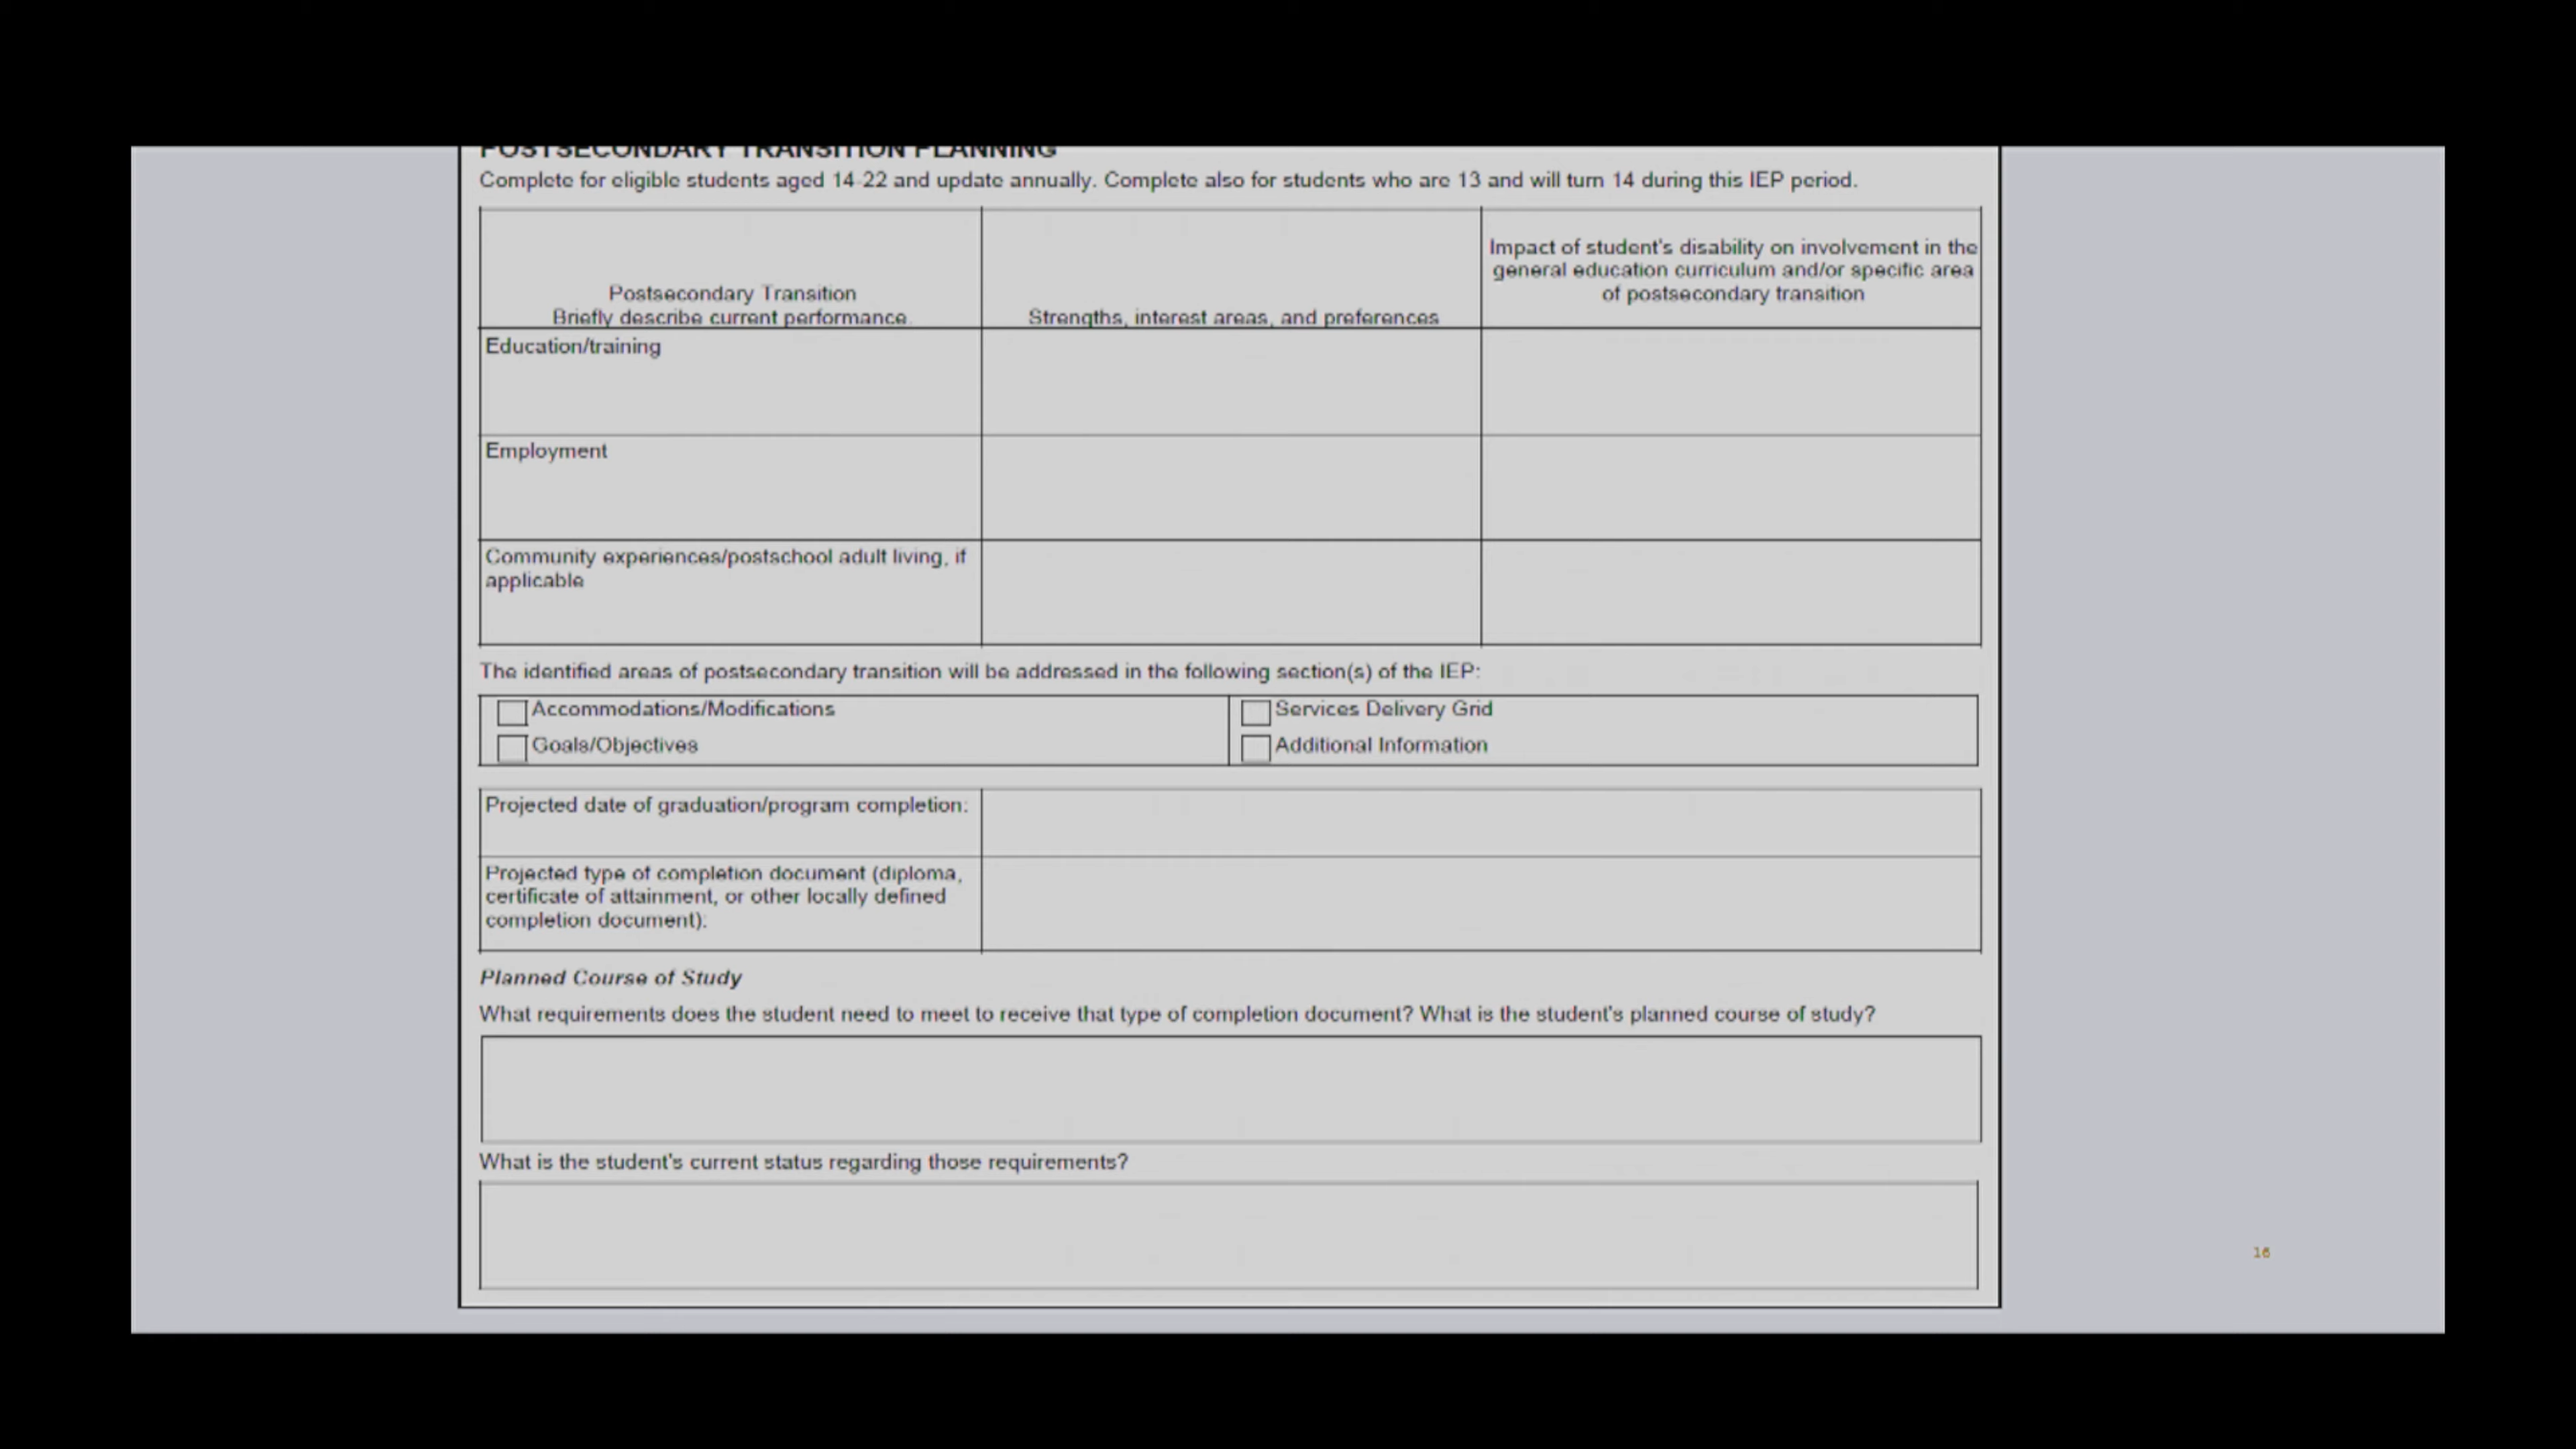 POSTSECONDARY TRANSITION PLANNING
Complete for eligible students aged 14-22 and update annually. Complete also for students who are 13 and will turn 14 during this IEP period.
Postsecondary Transition
Briefly describe current performance.
Strengths, interest areas, and preferences
Impact of student's disability on involvement in the
general education curriculum and/or specific area
of postsecondary transition
Education/training
Employment
Community experiences/postschool adult living, if
applicable
The identified areas of postsecondary transition will be addressed in the following section(s) of the IEP:
Accommodations/Modifications
Services Delivery Grid
Goals/Objectives
Additional Information
Projected date of graduation/program completion:
Projected type of completion document (diploma,
certificate of attainment, or other locally defined
completion document):
Planned Course of Study
What requirements does the student need to meet to receive that type of completion document? What is the student's planned course of study?
What is the student's current status regarding those requirements?
16